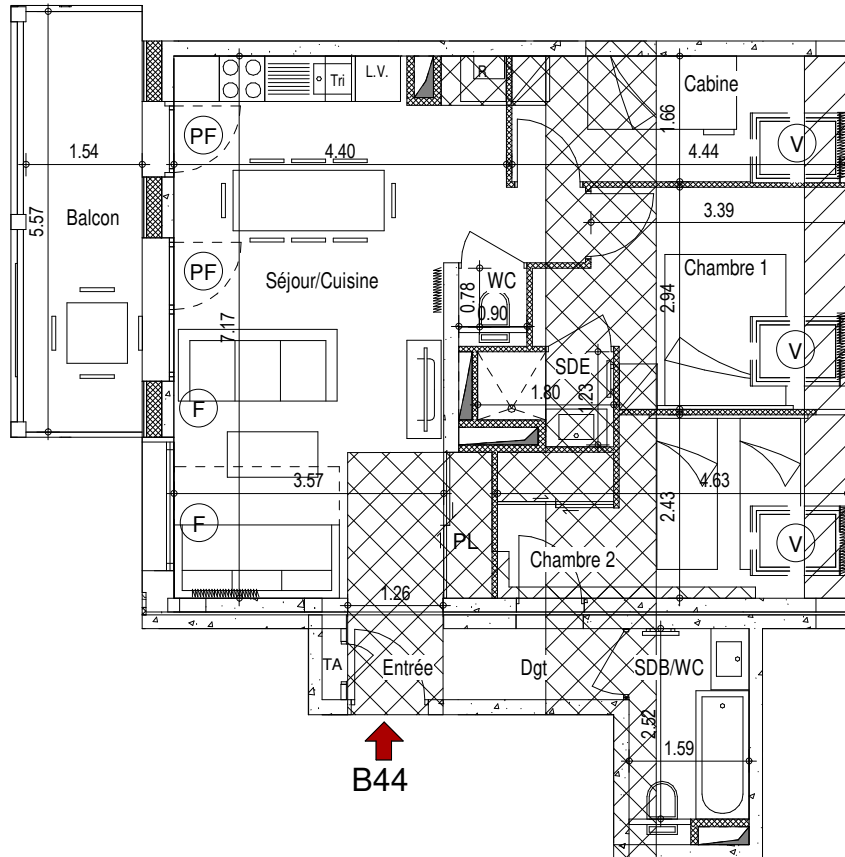 Tri
L.V.
R
Cabine
1.66
PF
V
1.54
4.40
4.44
5.57
Balcon
3.39
PF
Séjour/Cuisine
WC
0.78
0.90
Chambre 1
2.94
7.17
V
SDE
1.80
1.23
F
3.57
4.63
2.43
F
PL
V
Chambre 2
1.26
TA
Entrée
Dgt
SDB/WC
2.52
1.59
B44